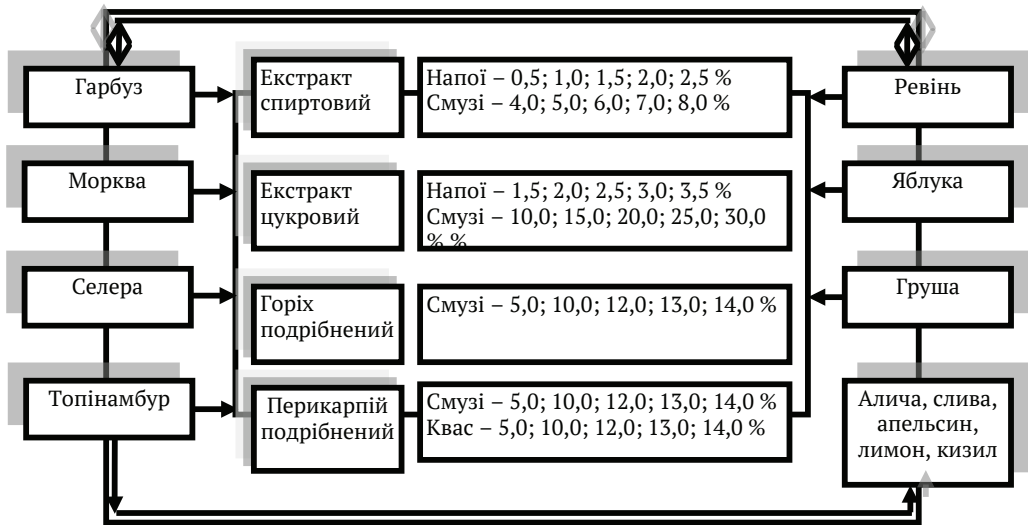 Гарбуз
Екстракт
спиртовий
Напої – 0,5; 1,0; 1,5; 2,0; 2,5 %
Смузі – 4,0; 5,0; 6,0; 7,0; 8,0 %
Ревінь
Морква
Екстракт
цукровий
Напої – 1,5; 2,0; 2,5; 3,0; 3,5 %
Смузі – 10,0; 15,0; 20,0; 25,0; 30,0
% %
Яблука
Селера
Горіх
подрібнений
Смузі – 5,0; 10,0; 12,0; 13,0; 14,0 %
Груша
Топінамбур
Перикарпій
подрібнений
Смузі – 5,0; 10,0; 12,0; 13,0; 14,0 %
Квас – 5,0; 10,0; 12,0; 13,0; 14,0 %
Алича, слива,
апельсин,
лимон, кизил